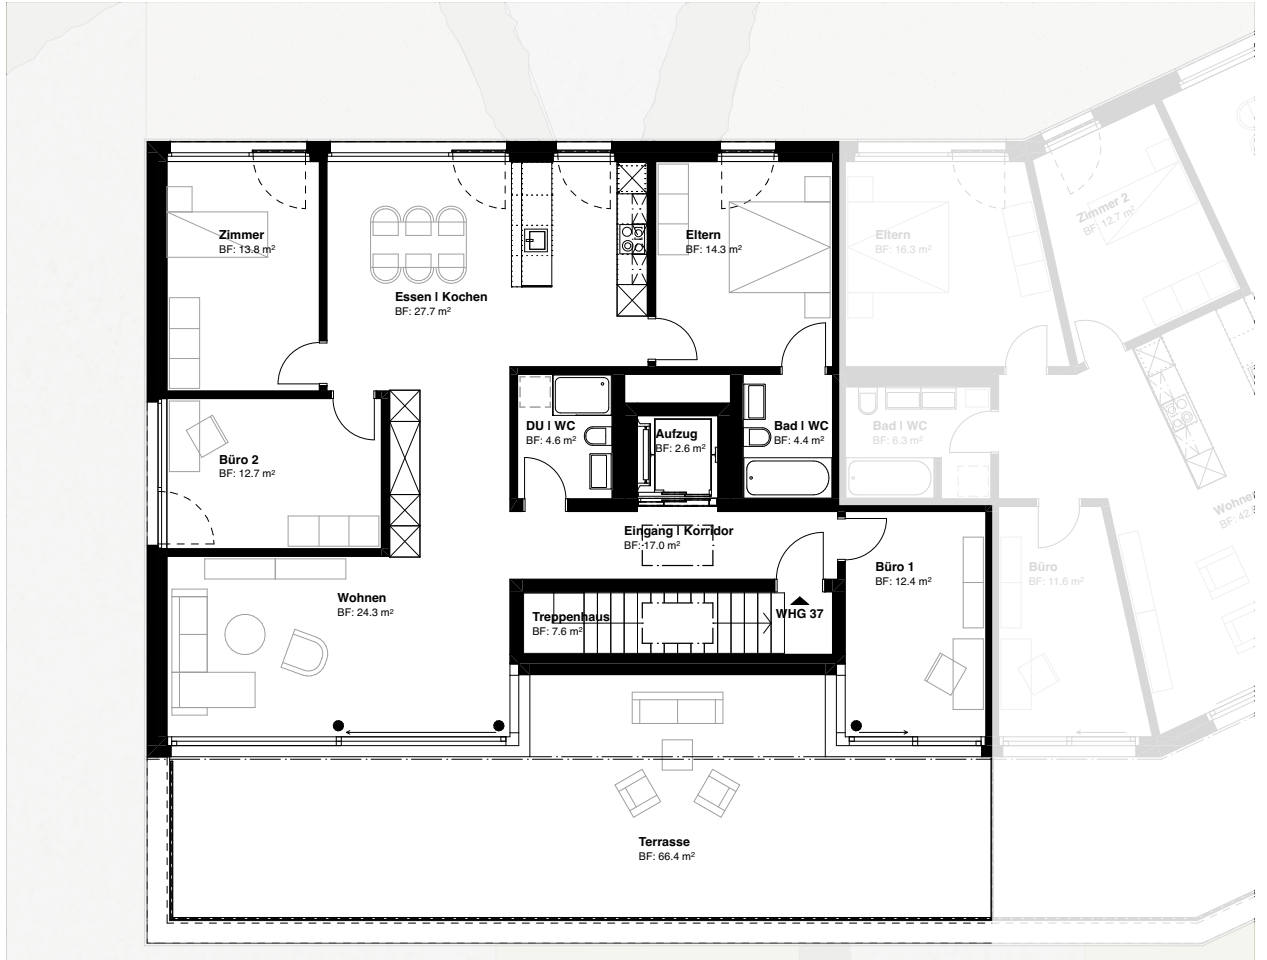 Zimmer
BF: 13.8 m²
Essen I Kochen
BF: 27.7 m²
Eltern
BF: 14.3 m²
Eltern
BF: 16.3 m²
Zimmer 2
BF: 12.7 m²
Büro 2
BF: 12.7 m²
DU I WC
BF: 4.6 m²
Aufzug
BF: 2.6 m²
Bad I WC
BF: 4.4 m²
Bad I WC
BF: 6.3 m²
Wohnen
BF: 42.
Eingang I Korridor
BF: 17.0 m²
Büro 1
BF: 12.4 m²
Büro
BF: 11.6 m²
Wohnen
BF: 24.3 m²
Treppenhaus
BF: 7.6 m²
WHG 37
Terrasse
BF: 66.4 m²